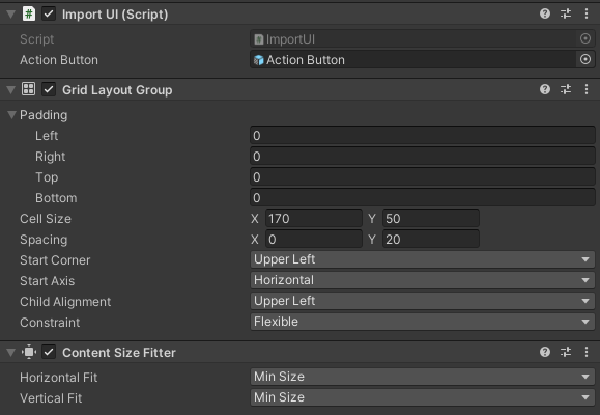 Import UI (Script)
Script ImportUI
Action Button Action Button
Grid Layout Group
Padding
Left 0
Right 0
Top 0
Bottom 0
Cell Size X 170 Y 50
Spacing X 0 Y 20
Start Corner Upper Left
Start Axis Horizontal
Child Alignment Upper Left
Constraint Flexible
Content Size Fitter
Horizontal Fit Min Size
Vertical Fit Min Size